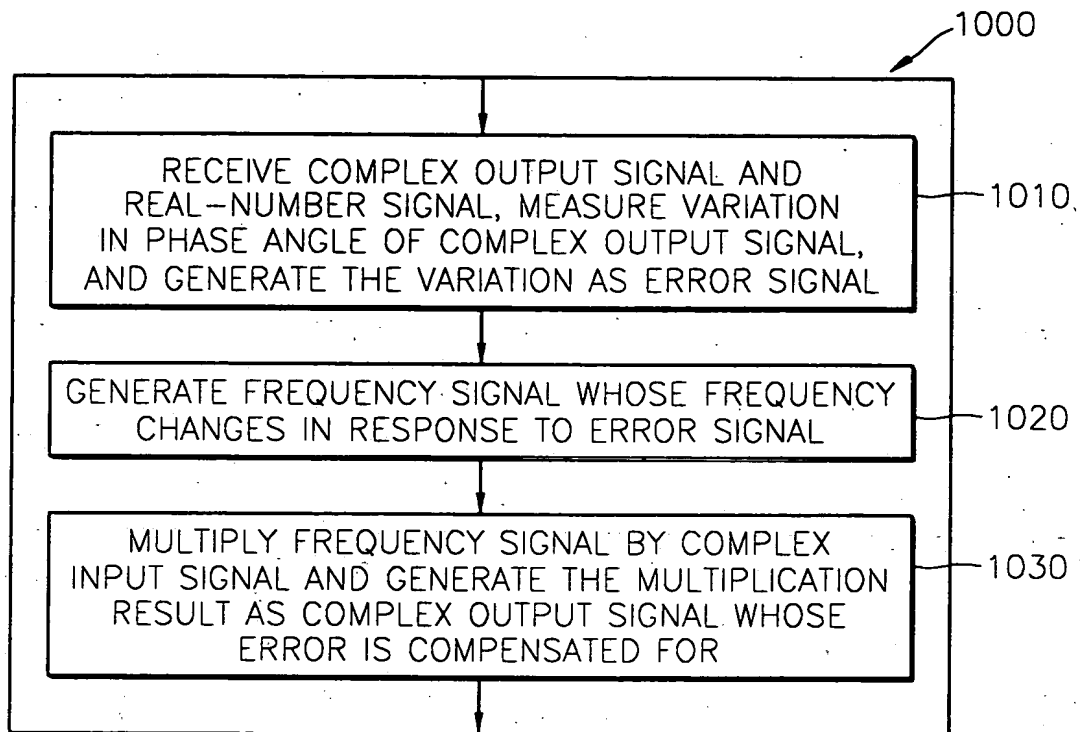 1000
RECEIVE COMPLEX OUTPUT SIGNAL AND
REAL-NUMBER SIGNAL, MEASURE VARIATION
IN PHASE ANGLE OF COMPLEX OUTPUT SIGNAL,
AND GENERATE THE VARIATION AS ERROR SIGNAL
1010
GENERATE FREQUENCY SIGNAL WHOSE FREQUENCY
CHANGES IN RESPONSE TO ERROR SIGNAL
1020
MULTIPLY FREQUENCY SIGNAL BY COMPLEX
INPUT SIGNAL AND GENERATE THE MULTIPLICATION
RESULT AS COMPLEX OUTPUT SIGNAL WHOSE
ERROR IS COMPENSATED FOR
1030